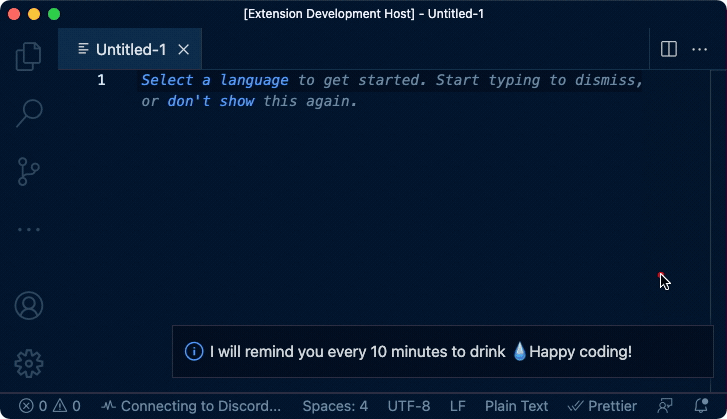 [Extension Development Host] - Untitled-1
Untitled-1
1
Select a language to get started. Start typing to dismiss,
or don't show this again.
I will remind you every 10 minutes to drink 💧Happy coding!
0 0 Connecting to Discord... Spaces: 4 UTF-8 LF Plain Text Prettier